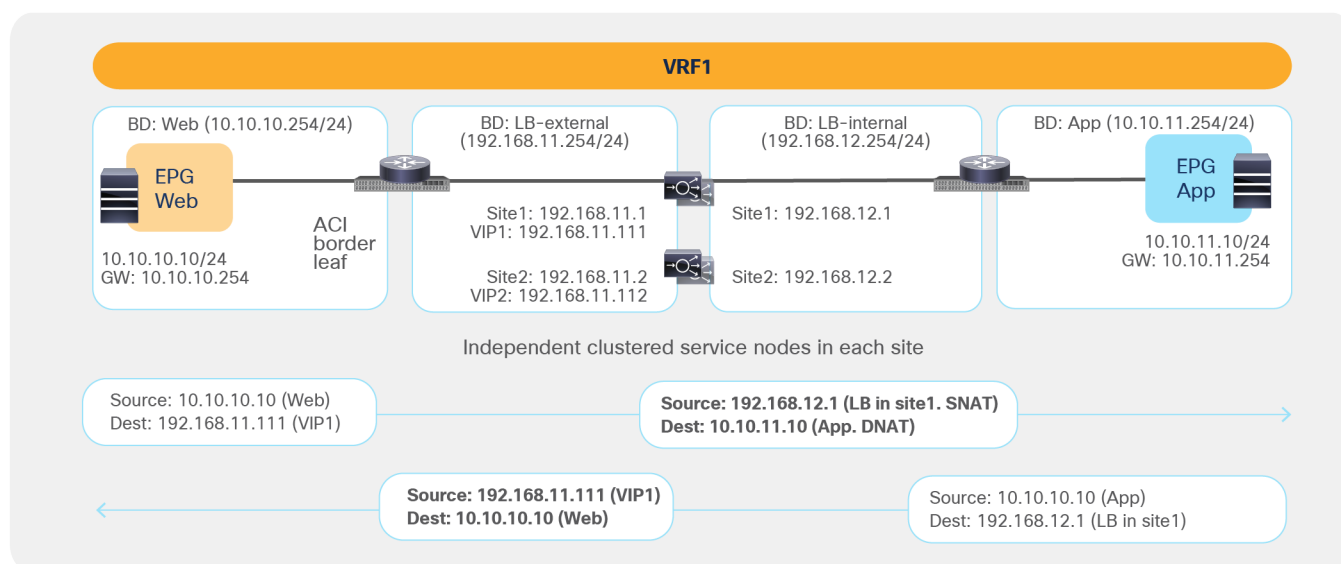 VRF1
BD: Web (10.10.10.254/24)
EPG
Web
10.10.10.10/24
GW: 10.10.10.254
ACI
border
leaf
BD: LB-external
(192.168.11.254/24)
Site1: 192.168.11.1
VIP1: 192.168.11.111
Site2: 192.168.11.2
VIP2: 192.168.11.112
BD: LB-internal
(192.168.12.254/24)
Site1: 192.168.12.1
Site2: 192.168.12.2
BD: App (10.10.11.254/24)
EPG
App
10.10.11.10/24
GW: 10.10.11.254
Independent clustered service nodes in each site
Source: 10.10.10.10 (Web)
Dest: 192.168.11.111 (VIP1)
Source: 192.168.12.1 (LB in site1. SNAT)
Dest: 10.10.11.10 (App. DNAT)
Source: 192.168.11.111 (VIP1)
Dest: 10.10.10.10 (Web)
Source: 10.10.10.10 (App)
Dest: 192.168.12.1 (LB in site1)